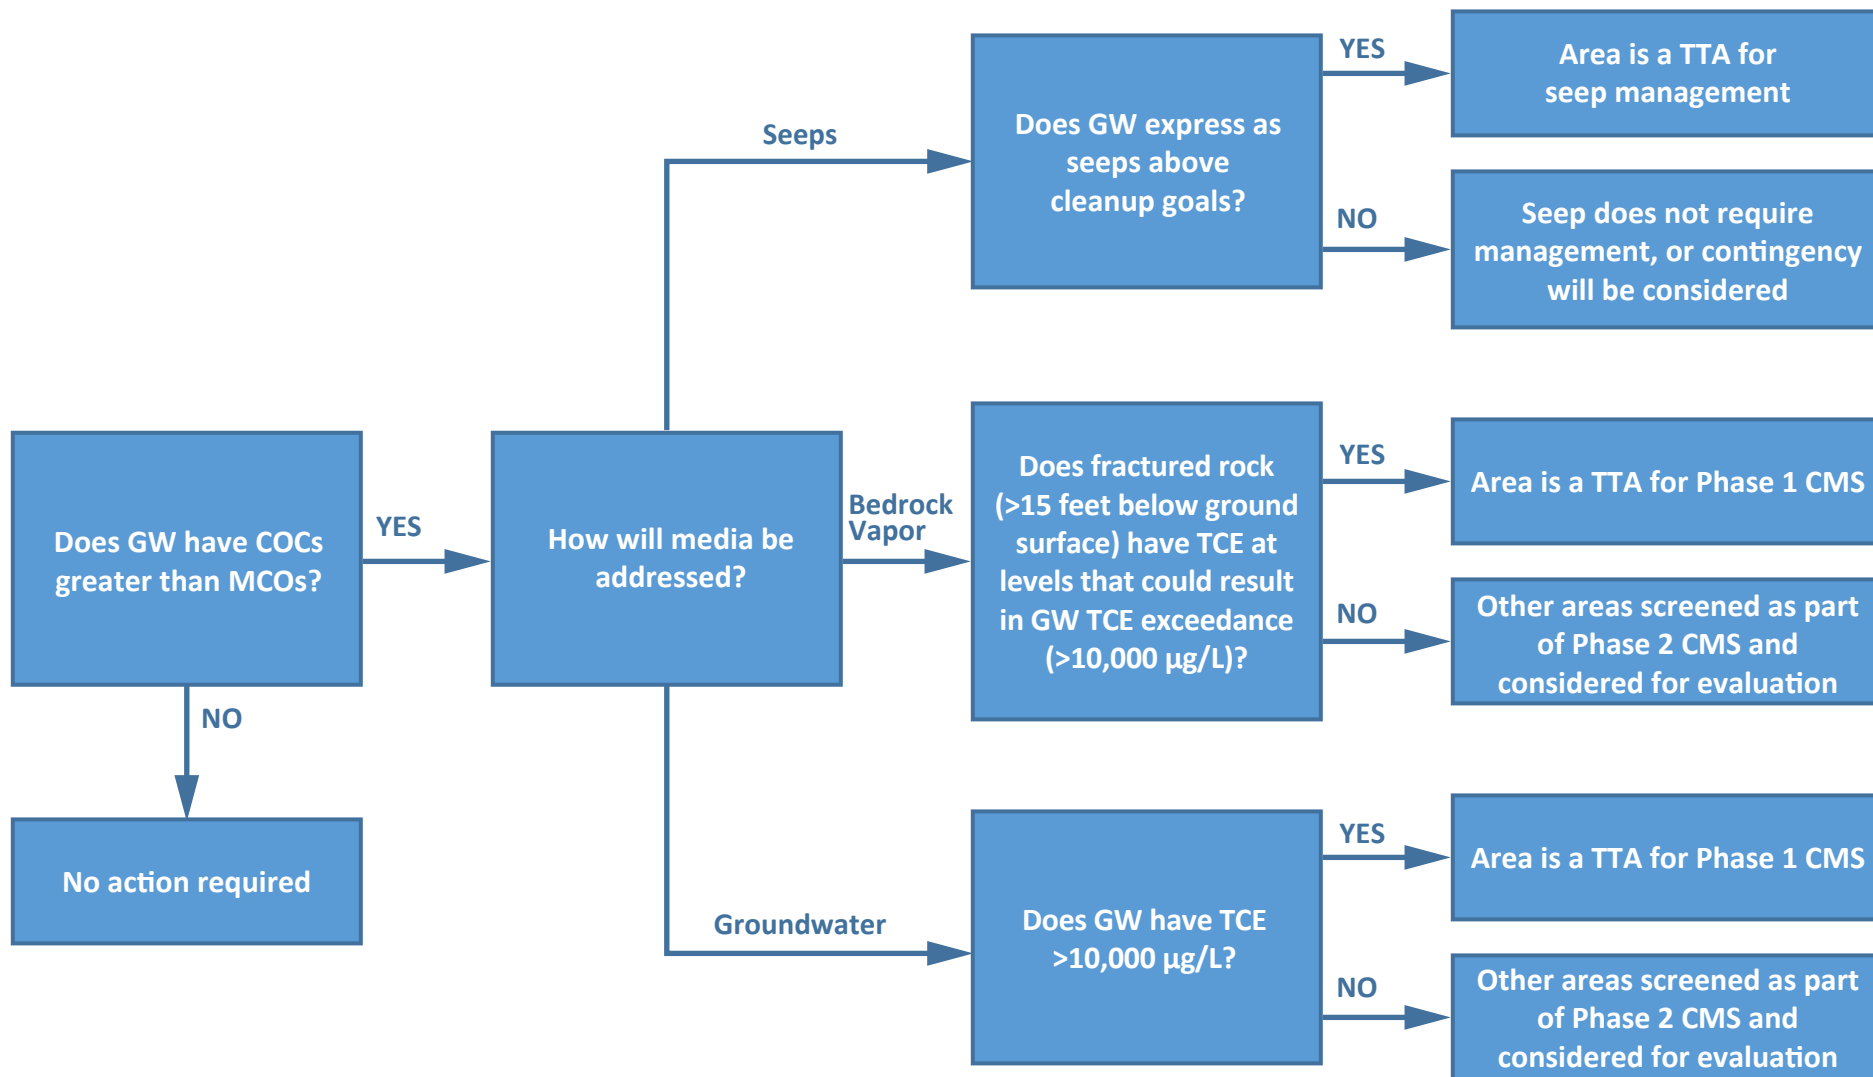 Does GW have COCs
greater than MCOs?
YES
NO
No action required
How will media be
addressed?
Seeps
Does GW express as
seeps above
cleanup goals?
YES
Area is a TTA for
seep management
NO
Seep does not require
management, or contingency
will be considered
Bedrock
Vapor
Does fractured rock
(>15 feet below ground
surface) have TCE at
levels that could result
in GW TCE exceedance
(>10,000 µg/L)?
YES
Area is a TTA for Phase 1 CMS
NO
Other areas screened as part
of Phase 2 CMS and
considered for evaluation
Groundwater
Does GW have TCE
>10,000 µg/L?
YES
Area is a TTA for Phase 1 CMS
NO
Other areas screened as part
of Phase 2 CMS and
considered for evaluation